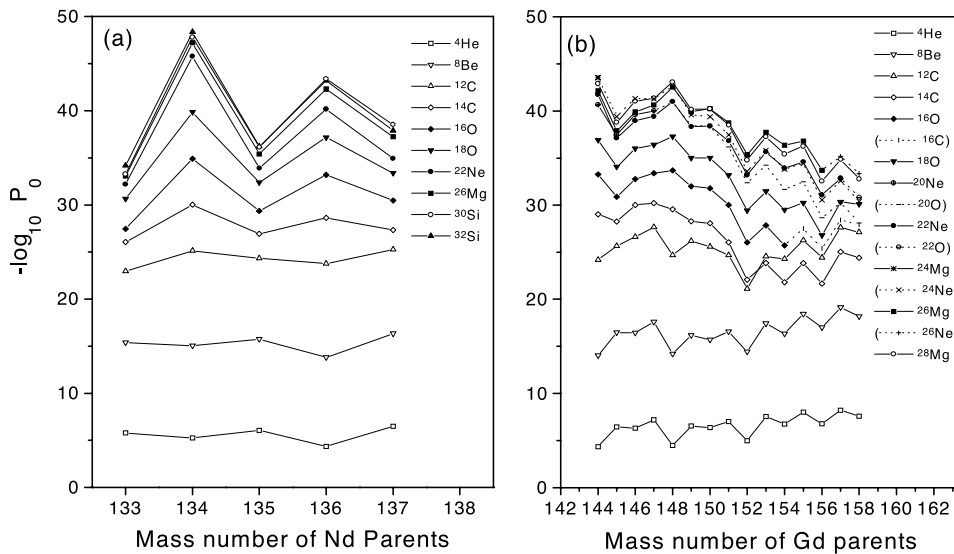 (a)
50
40
30
20
10
0
-log10 P0
133 134 135 136 137 138
Mass number of Nd Parents
4He
8Be
12C
14C
16O
18O
22Ne
26Mg
30Si
32Si
(b)
50
40
30
20
10
0
142 144 146 148 150 152 154 156 158 160 162
Mass number of Gd parents
4He
8Be
12C
14C
16O
( 16C)
18O
20Ne
( 20O)
22Ne
( 22O)
24Mg
( 24Ne
26Mg
( 26Ne
28Mg